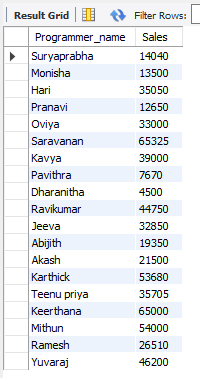 Result Grid Filter Rows:
Programmer_name Sales
Suryaprabha 14040
Monisha 13500
Hari 35050
Pranavi 12650
Oviya 33000
Saravanan 65325
Kavya 39000
Pavithra 7670
Dharanitha 4500
Ravikumar 44750
Jeeva 32850
Abijith 19350
Akash 21500
Karthick 53680
Teenu priya 35705
Keerthana 65000
Mithun 54000
Ramesh 26510
Yuvaraj 46200